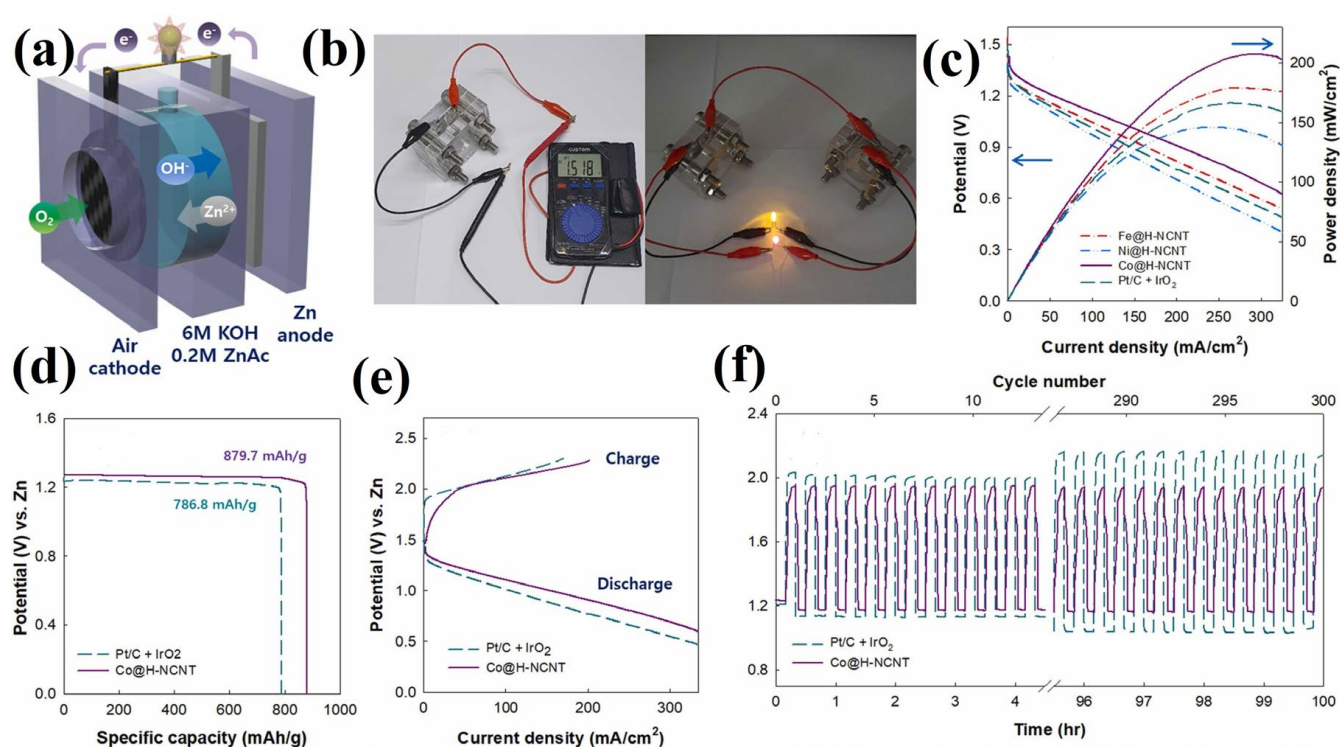 (a)
e⁻
e⁻
OH⁻
Zn²⁺
O₂
Air
cathode
6M KOH
0.2M ZnAc
Zn
anode
(b)
CUSTOM
1.518
(c)
Potential (V)
1.5
1.2
0.9
0.6
0.3
0.0
Fe@H-NCNT
Ni@H-NCNT
Co@H-NCNT
Pt/C + IrO₂
200
150
100
50
0
Power density (mW/cm²)
0 50 100 150 200 250 300
Current density (mA/cm²)
(d)
Potential (V) vs. Zn
1.6
1.2
0.8
0.4
0.0
879.7 mAh/g
786.8 mAh/g
Pt/C + IrO2
Co@H-NCNT
0 200 400 600 800 1000
Specific capacity (mAh/g)
(e)
Potential (V) vs. Zn
2.5
2.0
1.5
1.0
0.5
0.0
Charge
Discharge
Pt/C + IrO₂
Co@H-NCNT
0 100 200 300
Current density (mA/cm²)
(f)
Cycle number
0 5 10 290 295 300
Potential (V) vs. Zn
2.4
2.0
1.6
1.2
0.8
Pt/C + IrO₂
Co@H-NCNT
0 1 2 3 4 96 97 98 99 100
Time (hr)